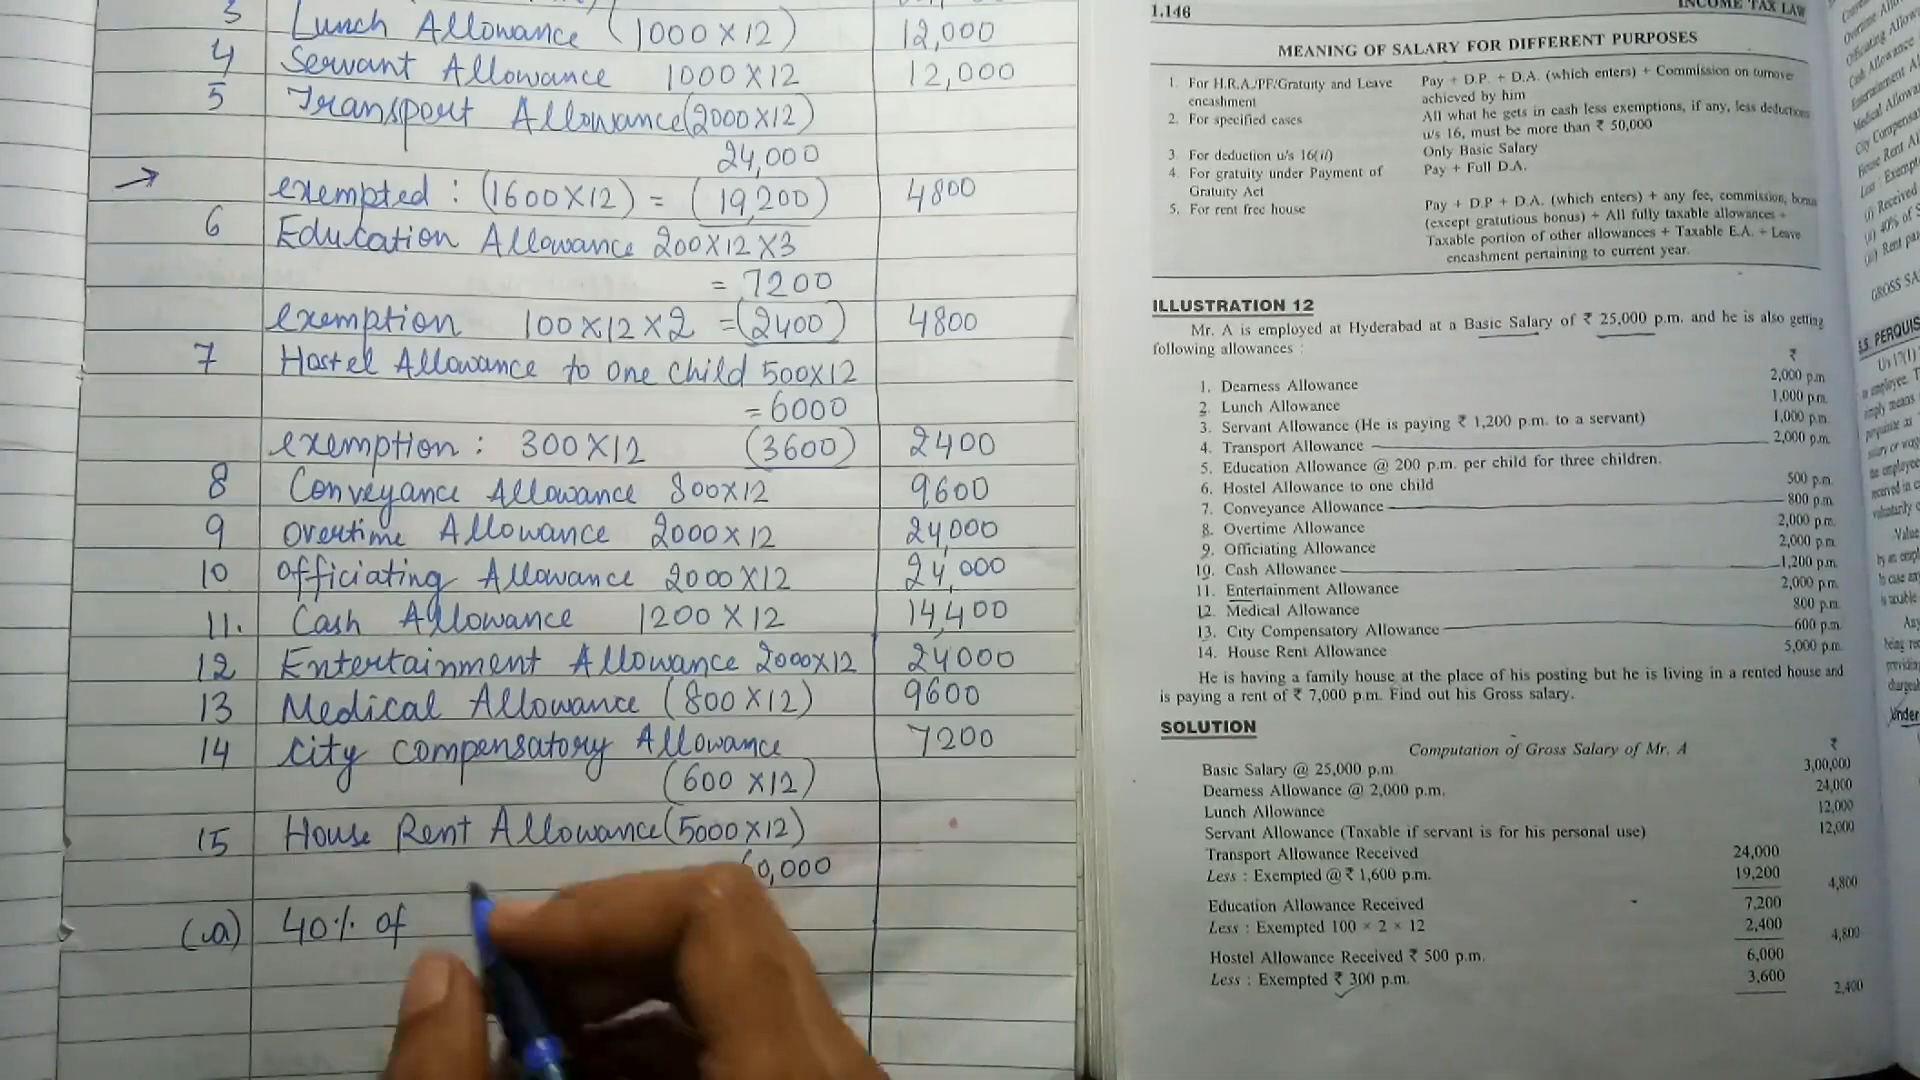 3 Lunch Allowance (1000×12) 12,000
4 Servant Allowance 1000×12 12,000
5 Transport Allowance(2000×12)
24,000
→ exempted : (1600×12) = (19,200) 4800
6 Education Allowance 200×12×3
= 7200
exemption 100×12×2 =(2400) 4800
7 Hostel Allowance to one child 500×12
=6000
exemption : 300×12 (3600) 2400
8 Conveyance Allowance 800×12 9600
9 Overtime Allowance 2000×12 24,000
10 Officiating Allowance 2000×12 24,000
11. Cash Allowance 1200×12 14,400
12 Entertainment Allowance 2000×12 24000
13 Medical Allowance (800×12) 9600
14 City Compensatory Allowance 7200
(600×12)
15 House Rent Allowance(5000×12)
0,000
(a) 40% of
1.146 INCOME TAX LAW
MEANING OF SALARY FOR DIFFERENT PURPOSES
1. For H.R.A./PF/Gratuity and Leave encashment Pay + D.P. + D.A. (which enters) + Commission on turnover
achieved by him
2. For specified cases All what he gets in cash less exemptions, if any, less deductions
u/s 16, must be more than ₹ 50,000
3. For deduction u/s 16(ii) Only Basic Salary
4. For gratuity under Payment of Gratuity Act Pay + Full D.A.
5. For rent free house Pay + D.P + D.A. (which enters) + any fee, commission, bonus
(except gratutious bonus) + All fully taxable allowances +
Taxable portion of other allowances + Taxable E.A. + Leave
encashment pertaining to current year.
ILLUSTRATION 12
Mr. A is employed at Hyderabad at a Basic Salary of ₹ 25,000 p.m. and he is also getting
following allowances :
₹
1. Dearness Allowance 2,000 p.m.
2. Lunch Allowance 1,000 p.m.
3. Servant Allowance (He is paying ₹ 1,200 p.m. to a servant) 1,000 p.m.
4. Transport Allowance 2,000 p.m.
5. Education Allowance @ 200 p.m. per child for three children.
6. Hostel Allowance to one child 500 p.m.
7. Conveyance Allowance 800 p.m.
8. Overtime Allowance 2,000 p.m.
9. Officiating Allowance 2,000 p.m.
10. Cash Allowance 1,200 p.m.
11. Entertainment Allowance 2,000 p.m.
12. Medical Allowance 800 p.m.
13. City Compensatory Allowance 600 p.m.
14. House Rent Allowance 5,000 p.m.
He is having a family house at the place of his posting but he is living in a rented house and
is paying a rent of ₹ 7,000 p.m. Find out his Gross salary.
SOLUTION
Computation of Gross Salary of Mr. A ₹
Basic Salary @ 25,000 p.m. 3,00,000
Dearness Allowance @ 2,000 p.m. 24,000
Lunch Allowance 12,000
Servant Allowance (Taxable if servant is for his personal use) 12,000
Transport Allowance Received 24,000
Less : Exempted @ ₹ 1,600 p.m. 19,200 4,800
Education Allowance Received 7,200
Less : Exempted 100 × 2 × 12 2,400 4,800
Hostel Allowance Received ₹ 500 p.m. 6,000
Less : Exempted ₹ 300 p.m. 3,600 2,400
GROSS SA
Under